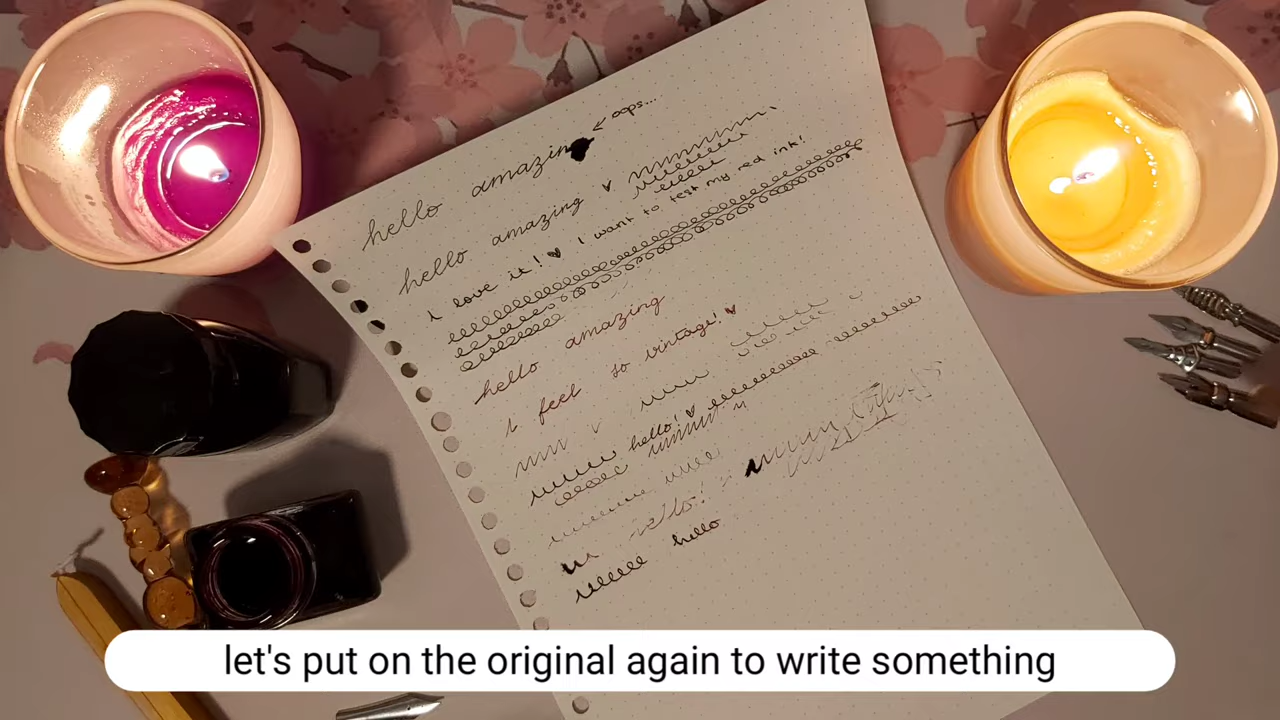 oops...
hello amazing
hello amazing
I love it! I want to test my red ink!
hello amazing
I feel so vintage!
hello!
hello!
hello
let's put on the original again to write something